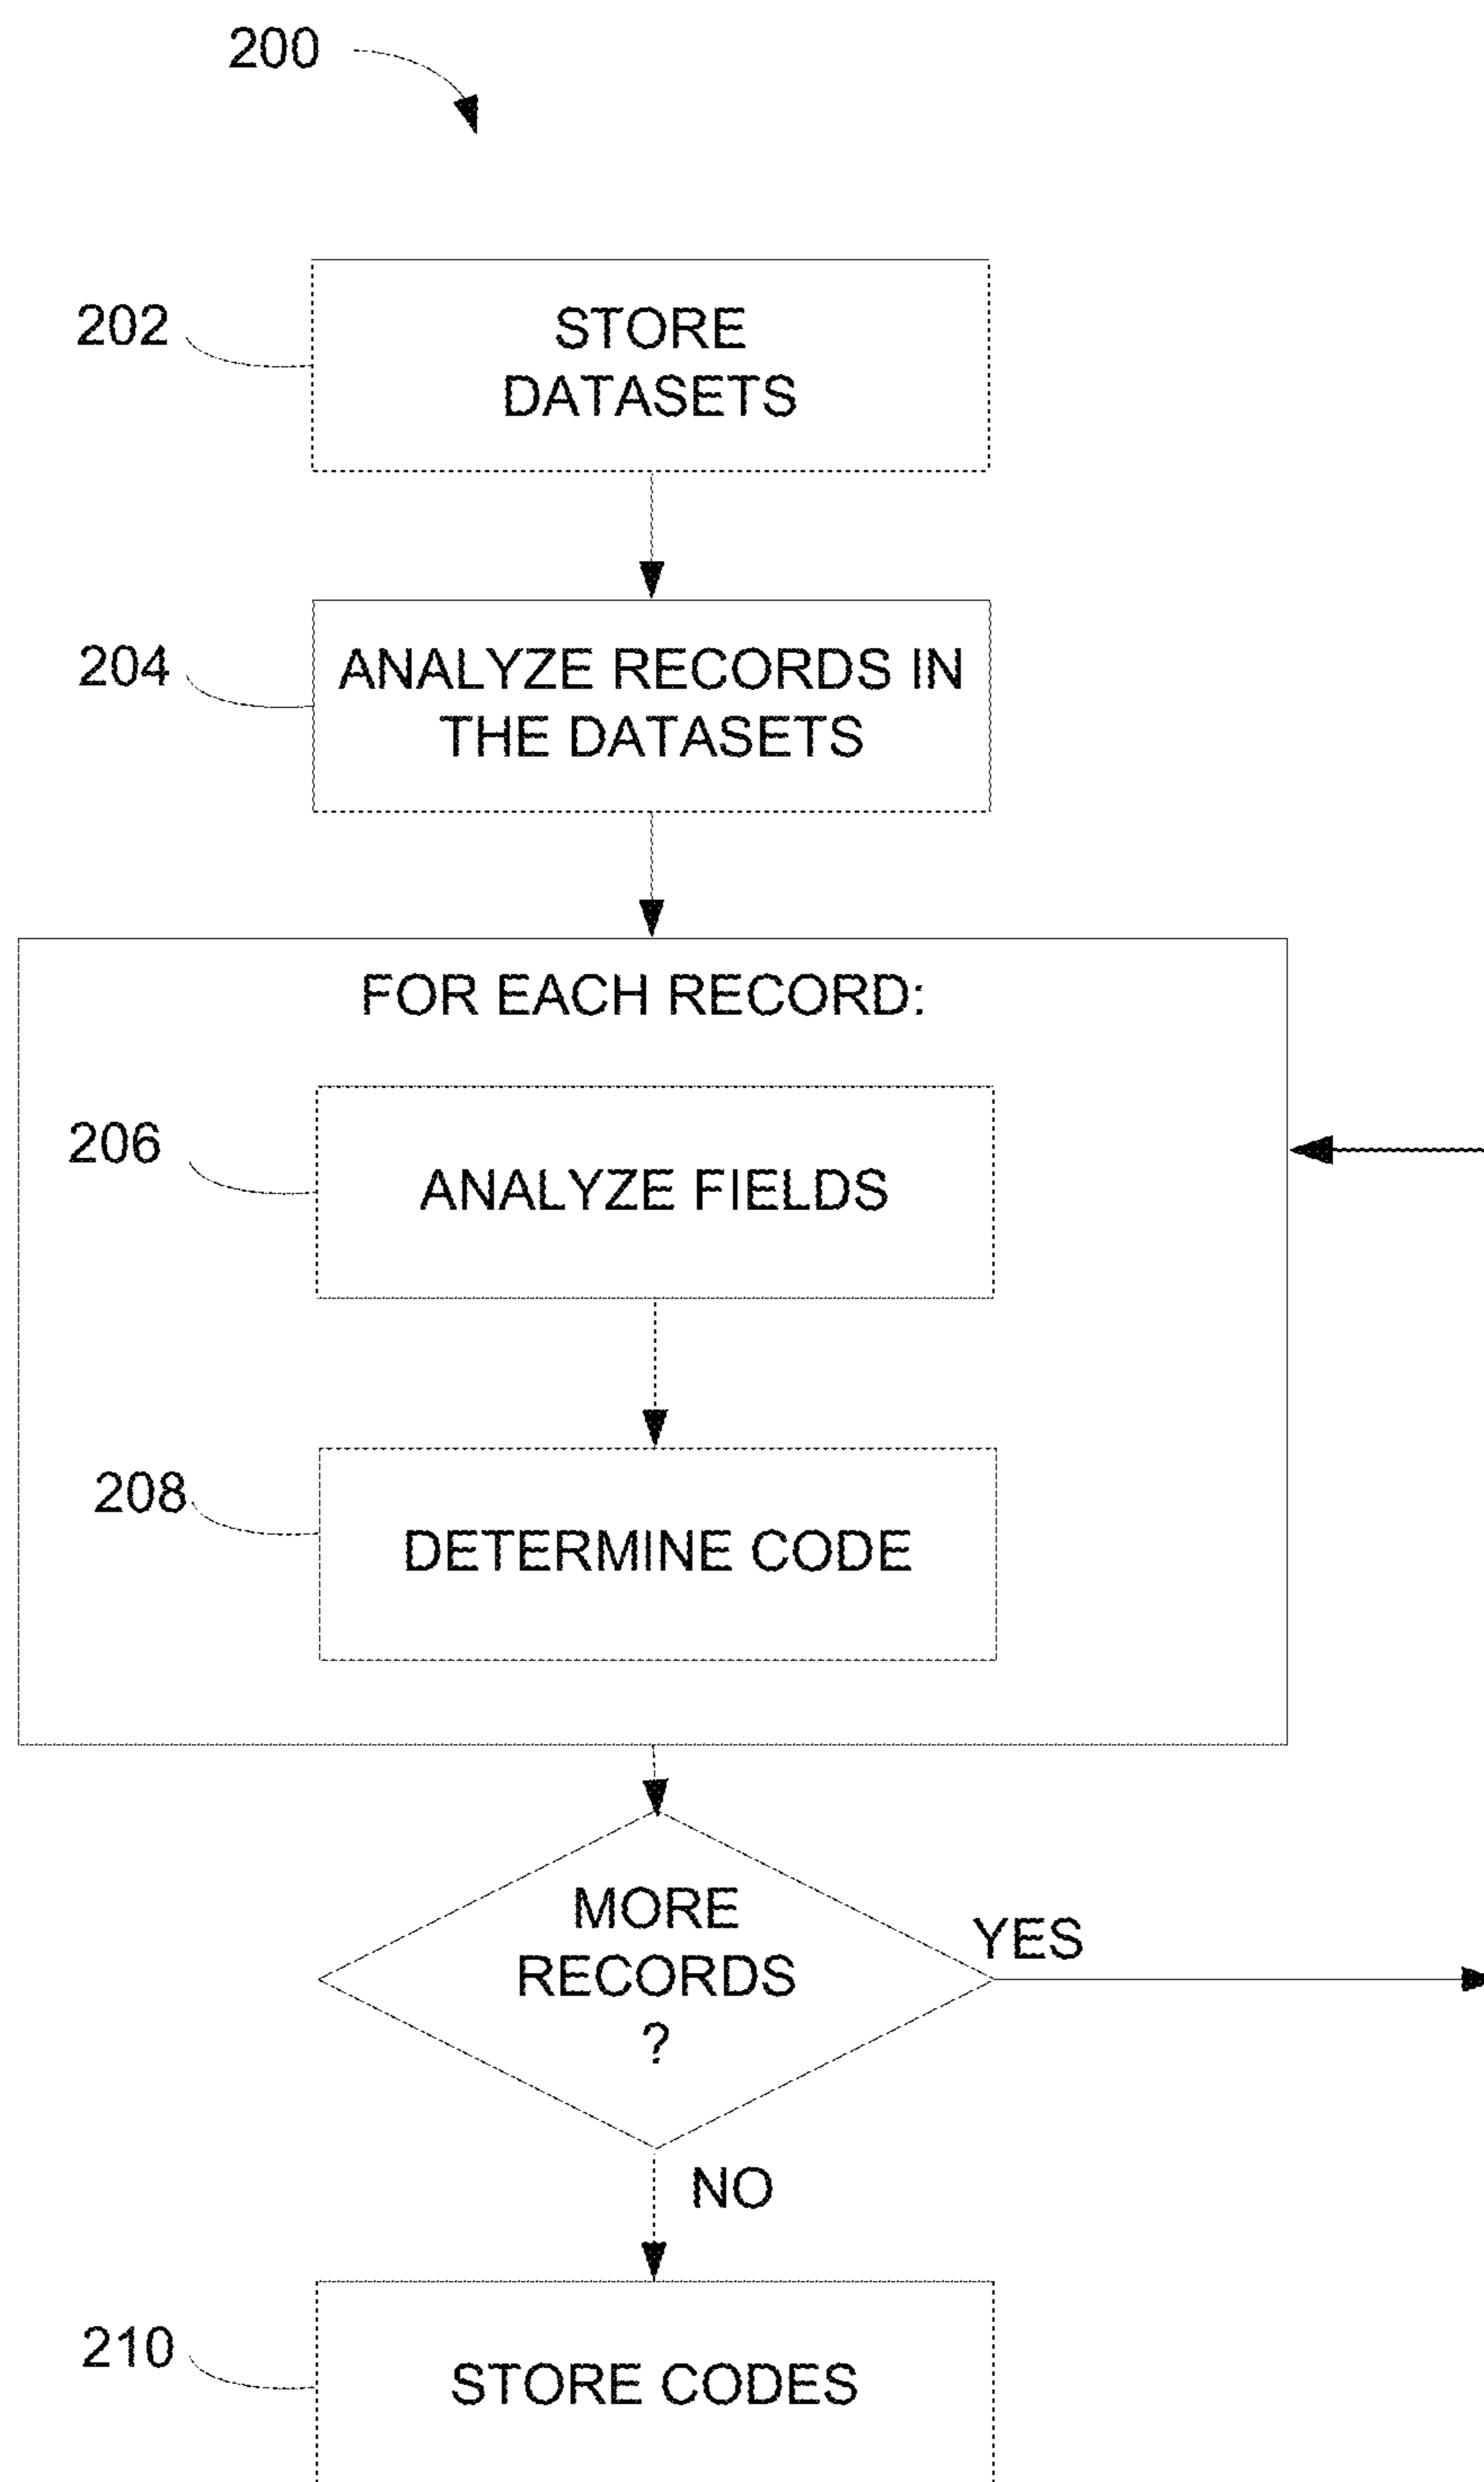 200
202
STORE
DATASETS
204
ANALYZE RECORDS IN
THE DATASETS
FOR EACH RECORD:
206
ANALYZE FIELDS
208
DETERMINE CODE
MORE
RECORDS
?
YES
NO
210
STORE CODES